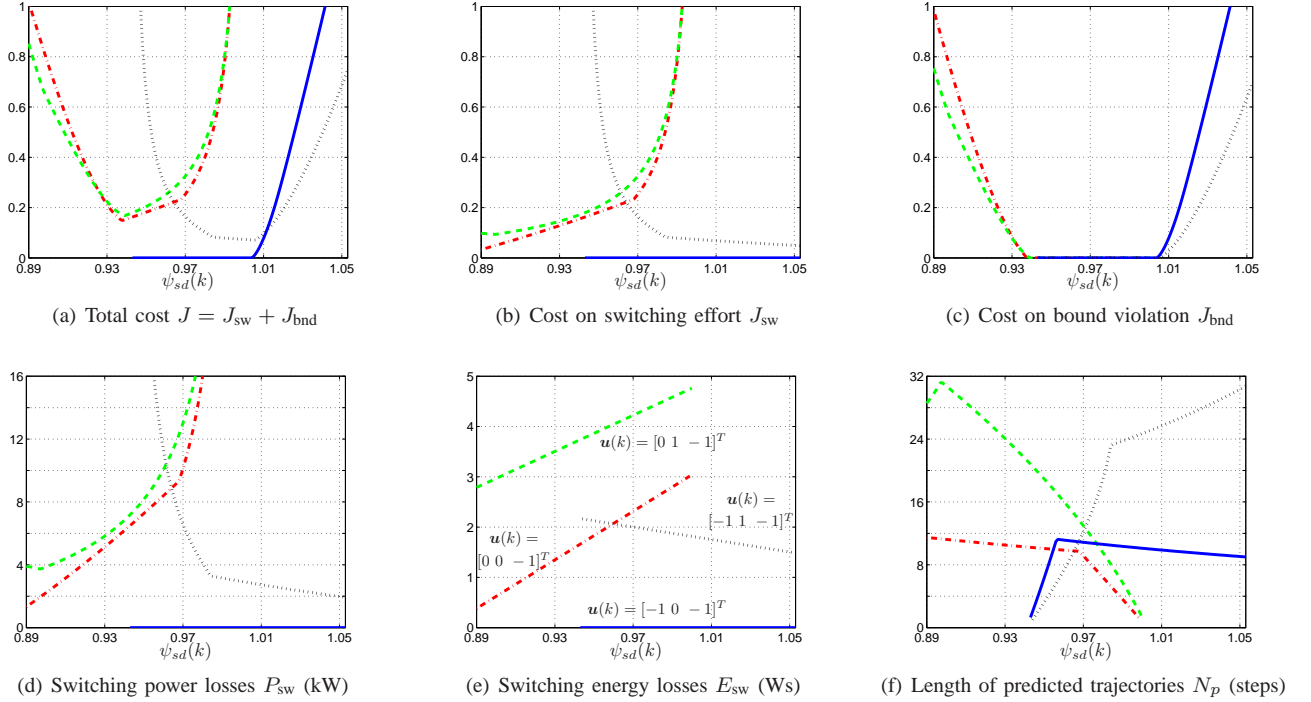 1
0.8
0.6
0.4
0.2
0
0.89 0.93 0.97 1.01 1.05
ψsd(k)
(a) Total cost J = Jsw + Jbnd
1
0.8
0.6
0.4
0.2
0
0.89 0.93 0.97 1.01 1.05
ψsd(k)
(b) Cost on switching effort Jsw
1
0.8
0.6
0.4
0.2
0
0.89 0.93 0.97 1.01 1.05
ψsd(k)
(c) Cost on bound violation Jbnd
16
12
8
4
0
0.89 0.93 0.97 1.01 1.05
ψsd(k)
(d) Switching power losses Psw (kW)
5
4
3
2
1
0
u(k) = [0 1 −1]^T
u(k) =
[−1 1 −1]^T
u(k) =
[0 0 −1]^T
u(k) = [−1 0 −1]^T
0.89 0.93 0.97 1.01 1.05
ψsd(k)
(e) Switching energy losses Esw (Ws)
32
24
16
8
0
0.89 0.93 0.97 1.01 1.05
ψsd(k)
(f) Length of predicted trajectories Np (steps)